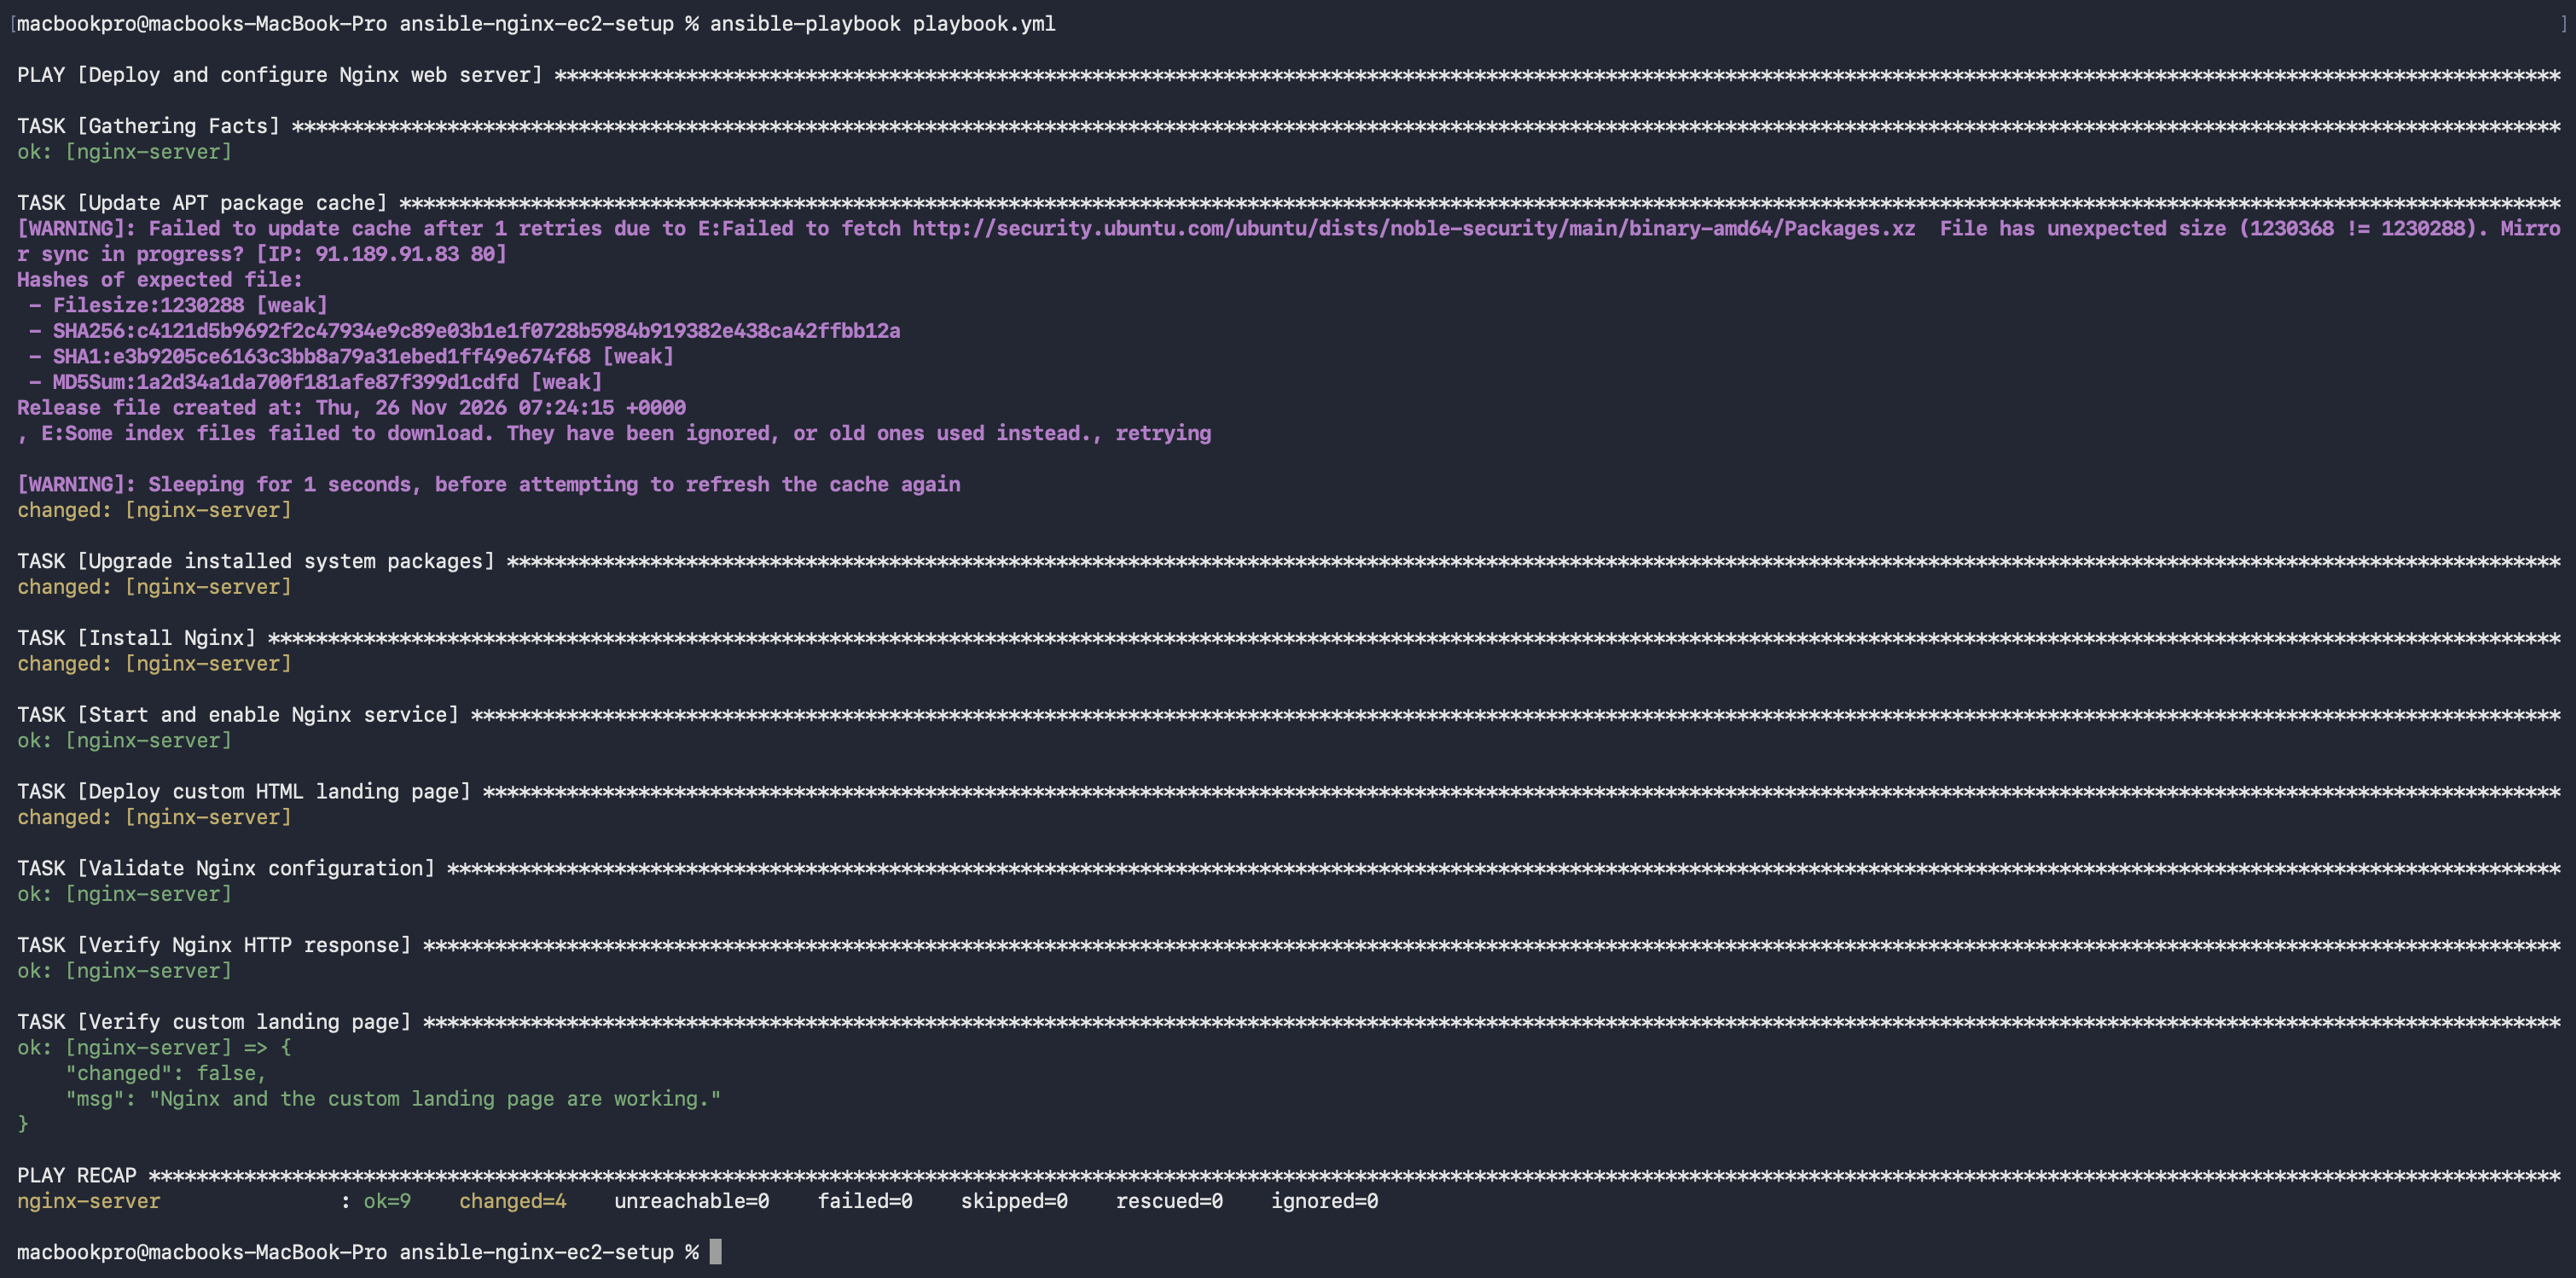 [macbookpro@macbooks-MacBook-Pro ansible-nginx-ec2-setup % ansible-playbook playbook.yml ]
PLAY [Deploy and configure Nginx web server] ************************************************************************************************************************************************************************
TASK [Gathering Facts] **********************************************************************************************************************************************************************************************
ok: [nginx-server]
TASK [Update APT package cache] *************************************************************************************************************************************************************************************
[WARNING]: Failed to update cache after 1 retries due to E:Failed to fetch http://security.ubuntu.com/ubuntu/dists/noble-security/main/binary-amd64/Packages.xz  File has unexpected size (1230368 != 1230288). Mirro
r sync in progress? [IP: 91.189.91.83 80]
Hashes of expected file:
 - Filesize:1230288 [weak]
 - SHA256:c4121d5b9692f2c47934e9c89e03b1e1f0728b5984b919382e438ca42ffbb12a
 - SHA1:e3b9205ce6163c3bb8a79a31ebed1ff49e674f68 [weak]
 - MD5Sum:1a2d34a1da700f181afe87f399d1cdfd [weak]
Release file created at: Thu, 26 Nov 2026 07:24:15 +0000
, E:Some index files failed to download. They have been ignored, or old ones used instead., retrying
[WARNING]: Sleeping for 1 seconds, before attempting to refresh the cache again
changed: [nginx-server]
TASK [Upgrade installed system packages] ****************************************************************************************************************************************************************************
changed: [nginx-server]
TASK [Install Nginx] ************************************************************************************************************************************************************************************************
changed: [nginx-server]
TASK [Start and enable Nginx service] *******************************************************************************************************************************************************************************
ok: [nginx-server]
TASK [Deploy custom HTML landing page] ******************************************************************************************************************************************************************************
changed: [nginx-server]
TASK [Validate Nginx configuration] *********************************************************************************************************************************************************************************
ok: [nginx-server]
TASK [Verify Nginx HTTP response] ***********************************************************************************************************************************************************************************
ok: [nginx-server]
TASK [Verify custom landing page] ***********************************************************************************************************************************************************************************
ok: [nginx-server] => {
    "changed": false,
    "msg": "Nginx and the custom landing page are working."
}
PLAY RECAP **********************************************************************************************************************************************************************************************************
nginx-server               : ok=9    changed=4    unreachable=0    failed=0    skipped=0    rescued=0    ignored=0
macbookpro@macbooks-MacBook-Pro ansible-nginx-ec2-setup %